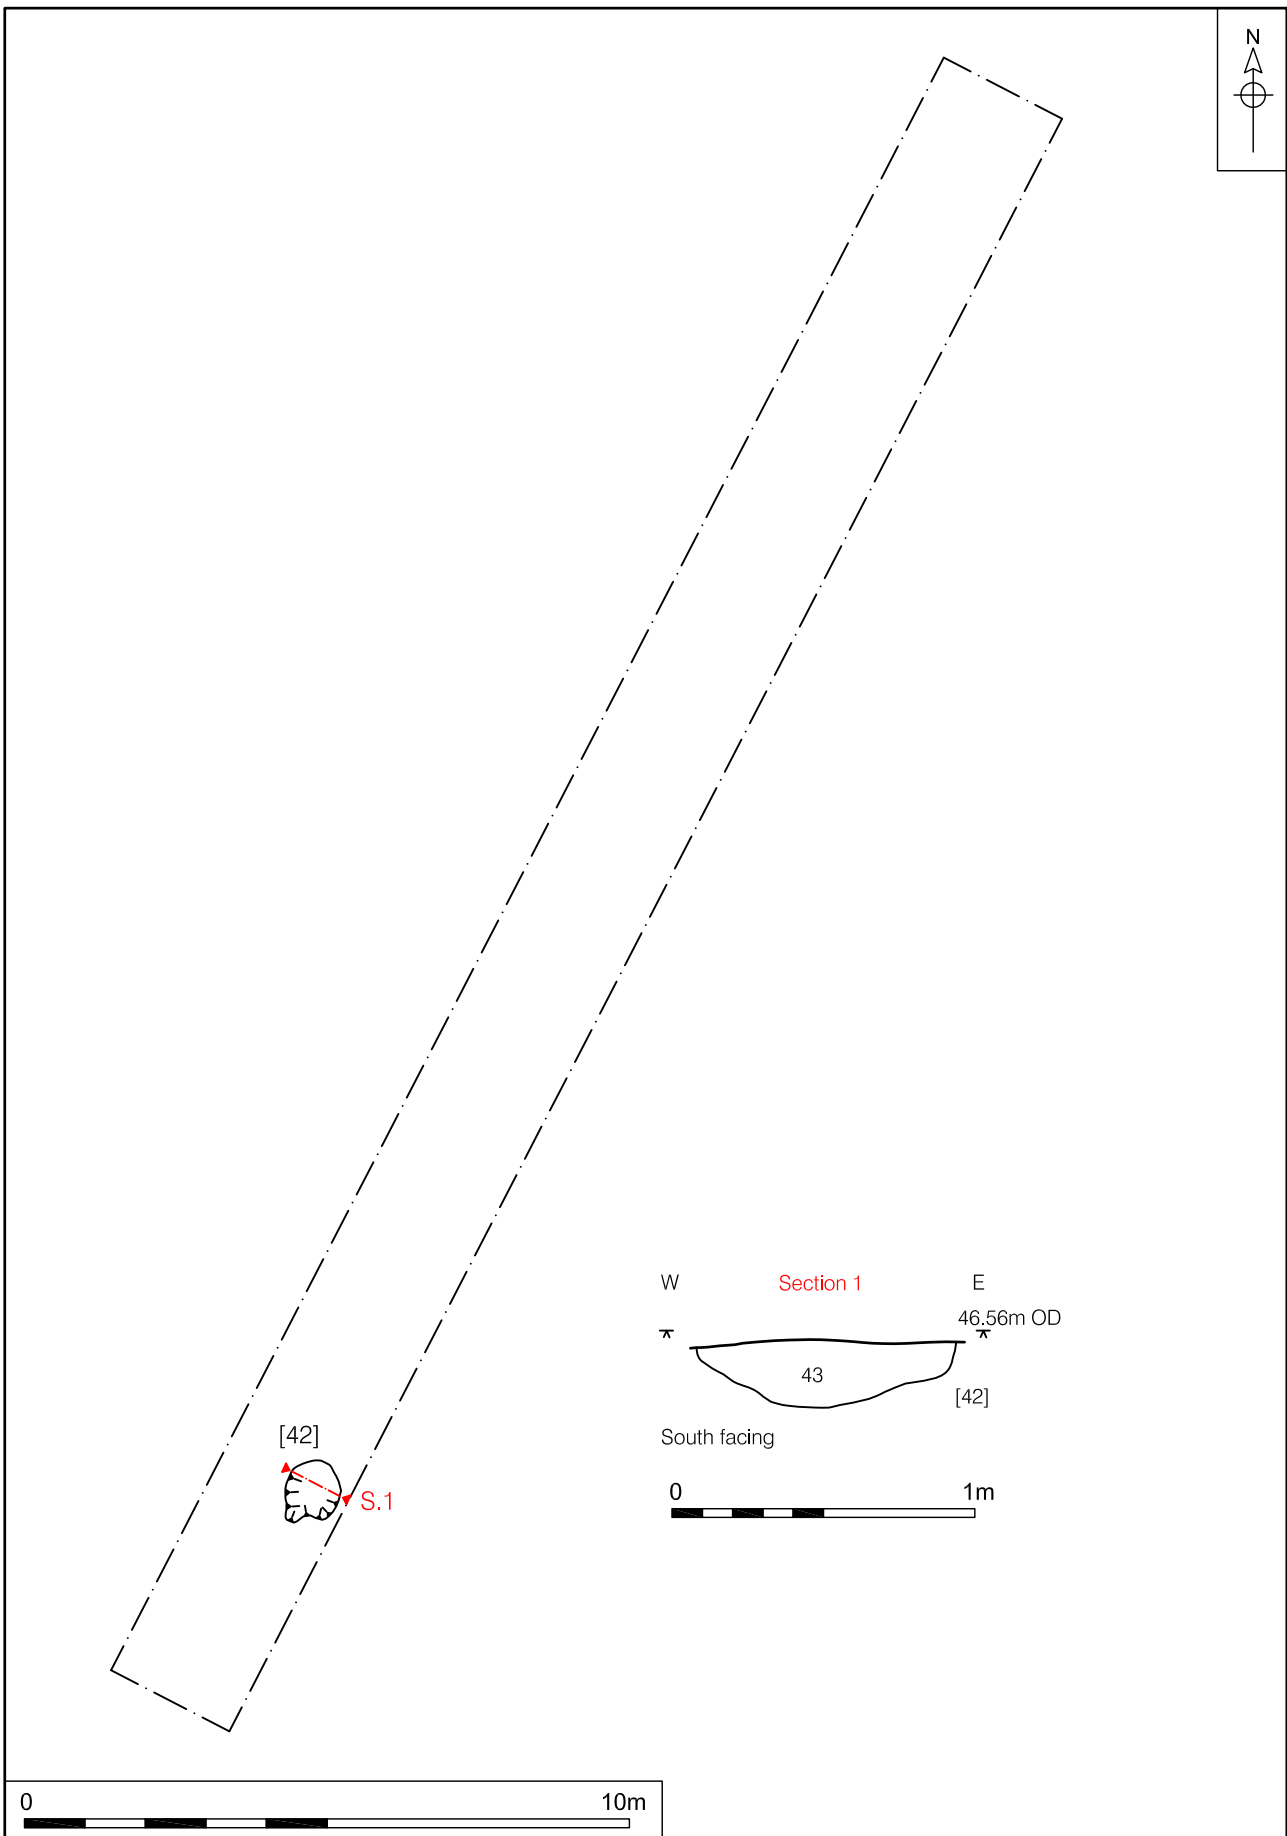 N
W Section 1 E
46.56m OD
43
[42]
South facing
[42]
S.1
0 1m
0 10m